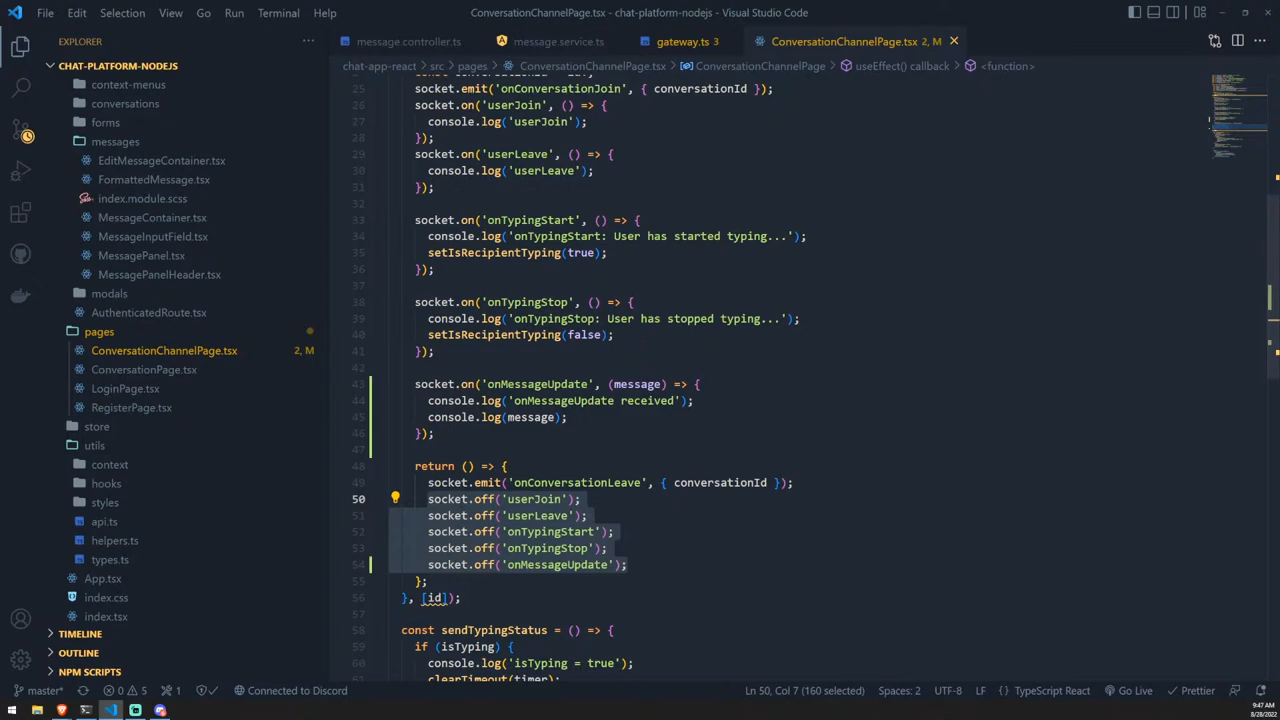 File Edit Selection View Go Run Terminal Help
ConversationChannelPage.tsx - chat-platform-nodejs - Visual Studio Code
EXPLORER
CHAT-PLATFORM-NODEJS
context-menus
conversations
forms
messages
EditMessageContainer.tsx
FormattedMessage.tsx
index.module.scss
MessageContainer.tsx
MessageInputField.tsx
MessagePanel.tsx
MessagePanelHeader.tsx
modals
AuthenticatedRoute.tsx
pages
ConversationChannelPage.tsx 2, M
ConversationPage.tsx
LoginPage.tsx
RegisterPage.tsx
store
utils
context
hooks
styles
api.ts
helpers.ts
types.ts
App.tsx
index.css
index.tsx
TIMELINE
OUTLINE
NPM SCRIPTS
message.controller.ts message.service.ts gateway.ts 3 ConversationChannelPage.tsx 2, M
chat-app-react > src > pages > ConversationChannelPage.tsx > ConversationChannelPage > useEffect() callback > <function>
25 socket.emit('onConversationJoin', { conversationId });
26 socket.on('userJoin', () => {
27 console.log('userJoin');
28 });
29 socket.on('userLeave', () => {
30 console.log('userLeave');
31 });
32
33 socket.on('onTypingStart', () => {
34 console.log('onTypingStart: User has started typing...');
35 setIsRecipientTyping(true);
36 });
37
38 socket.on('onTypingStop', () => {
39 console.log('onTypingStop: User has stopped typing...');
40 setIsRecipientTyping(false);
41 });
42
43 socket.on('onMessageUpdate', (message) => {
44 console.log('onMessageUpdate received');
45 console.log(message);
46 });
47
48 return () => {
49 socket.emit('onConversationLeave', { conversationId });
50 socket.off('userJoin');
51 socket.off('userLeave');
52 socket.off('onTypingStart');
53 socket.off('onTypingStop');
54 socket.off('onMessageUpdate');
55 };
56 }, [id]);
57
58 const sendTypingStatus = () => {
59 if (isTyping) {
60 console.log('isTyping = true');
61 clearTimeout(timer);
master* 0 5 1 Connected to Discord Ln 50, Col 7 (160 selected) Spaces: 2 UTF-8 LF TypeScript React Go Live Prettier
9:47 AM
8/28/2022